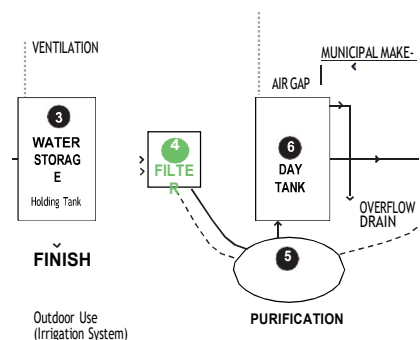 VENTILATION
MUNICIPAL MAKE-
AIR GAP
3
WATER
STORAG
E
Holding Tank
4
FILTE
R
6
DAY
TANK
OVERFLOW
DRAIN
FINISH
5
PURIFICATION
Outdoor Use
(Irrigation System)